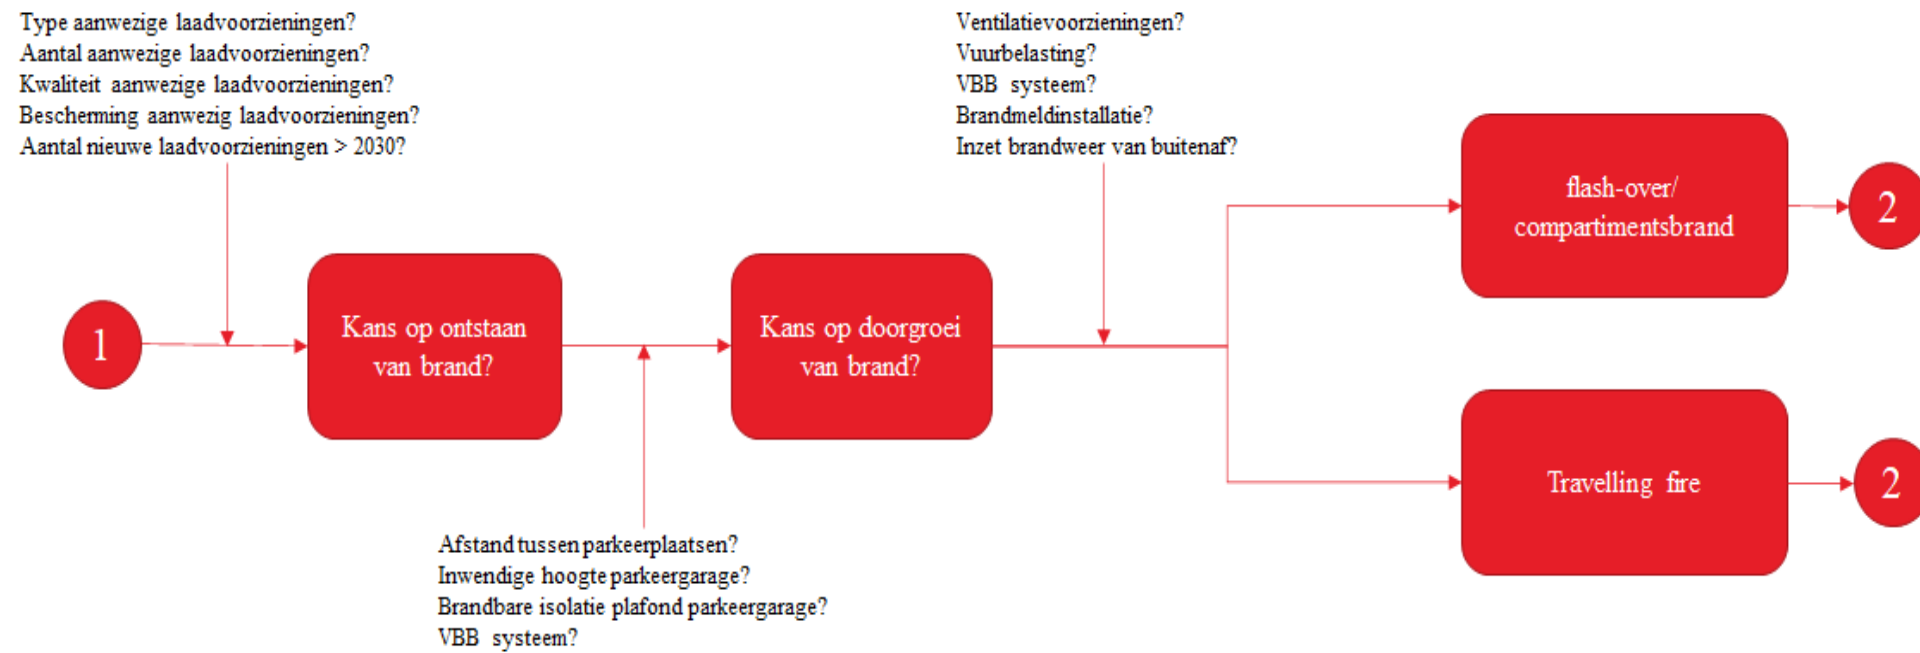 Type aanwezige laadvoorzieningen?
Aantal aanwezige laadvoorzieningen?
Kwaliteit aanwezige laadvoorzieningen?
Bescherming aanwezig laadvoorzieningen?
Aantal nieuwe laadvoorzieningen > 2030?
Ventilatievoorzieningen?
Vuurbelasting?
VBB systeem?
Brandmeldinstallatie?
Inzet brandweer van buitenaf?
1
Kans op ontstaan
van brand?
Kans op doorgroei
van brand?
flash-over/
compartimentsbrand
2
Travelling fire
2
Afstand tussen parkeerplaatsen?
Inwendige hoogte parkeergarage?
Brandbare isolatie plafond parkeergarage?
VBB systeem?